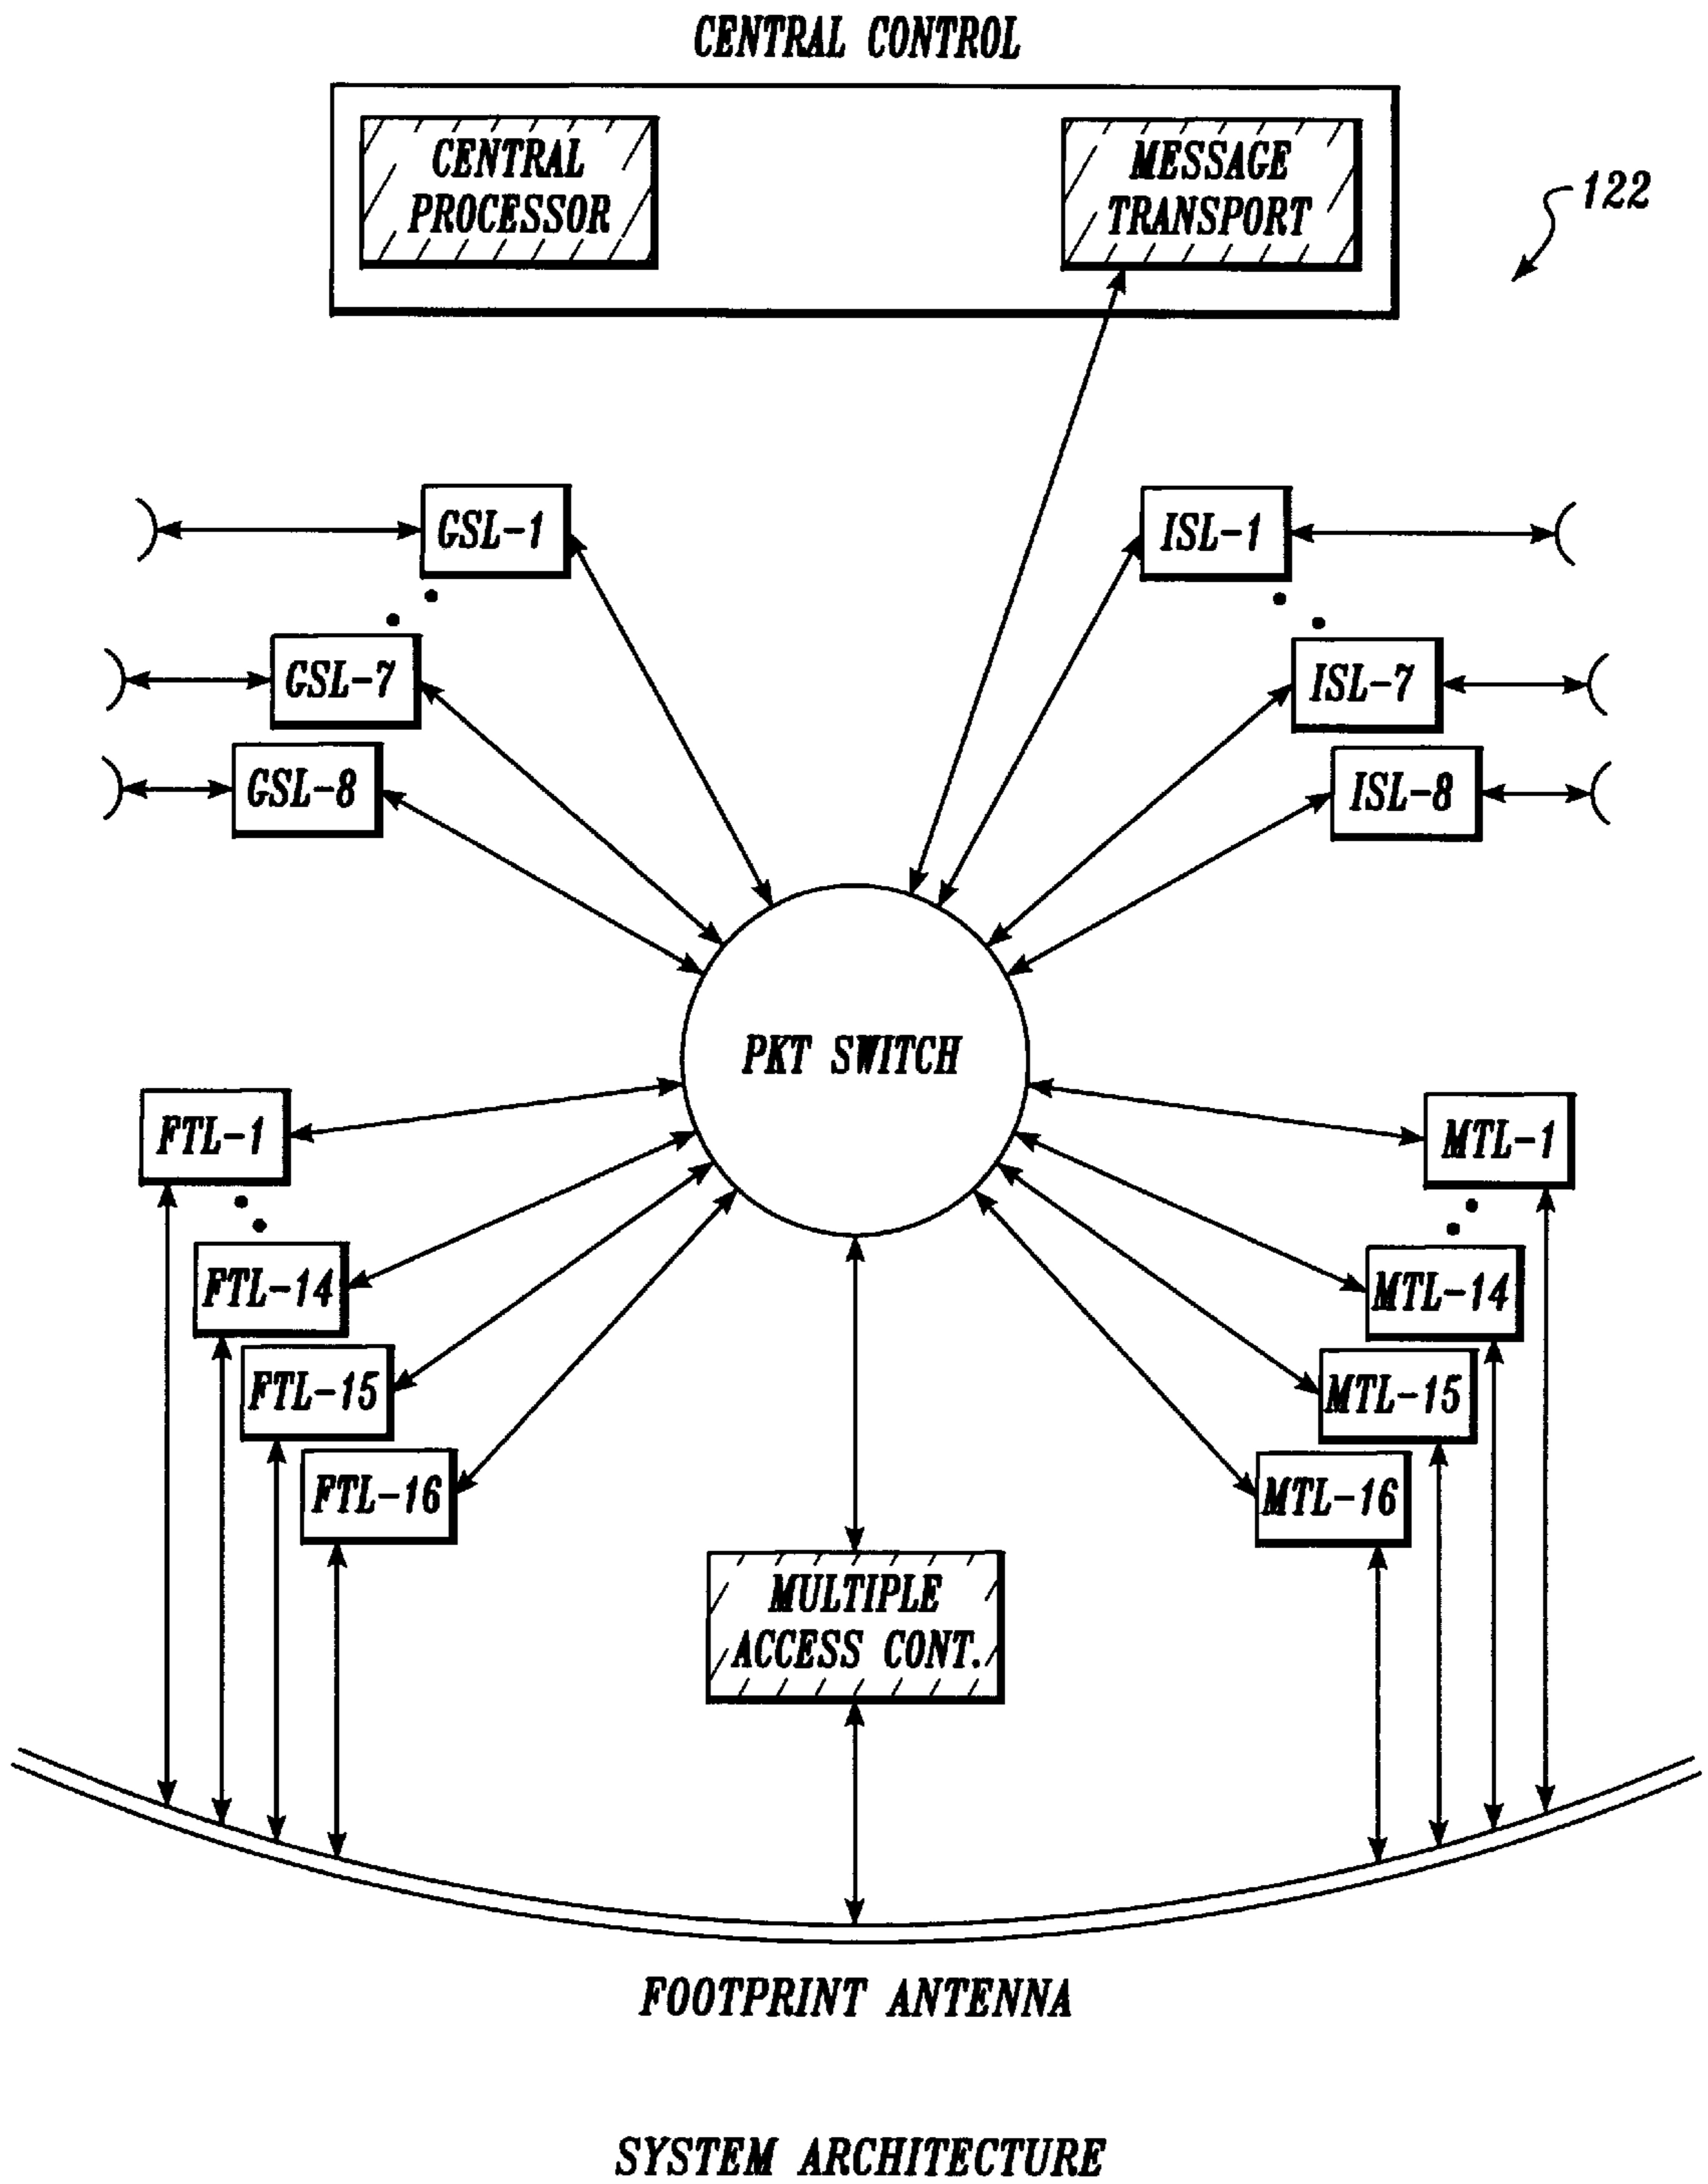 CENTRAL CONTROL
CENTRAL
PROCESSOR
MESSAGE
TRANSPORT
122
GSL-1
ISL-1
GSL-7
ISL-7
GSL-8
ISL-8
PKT SWITCH
FTL-1
MTL-1
FTL-14
MTL-14
FTL-15
MTL-15
FTL-16
MTL-16
MULTIPLE
ACCESS CONT.
FOOTPRINT ANTENNA
SYSTEM ARCHITECTURE